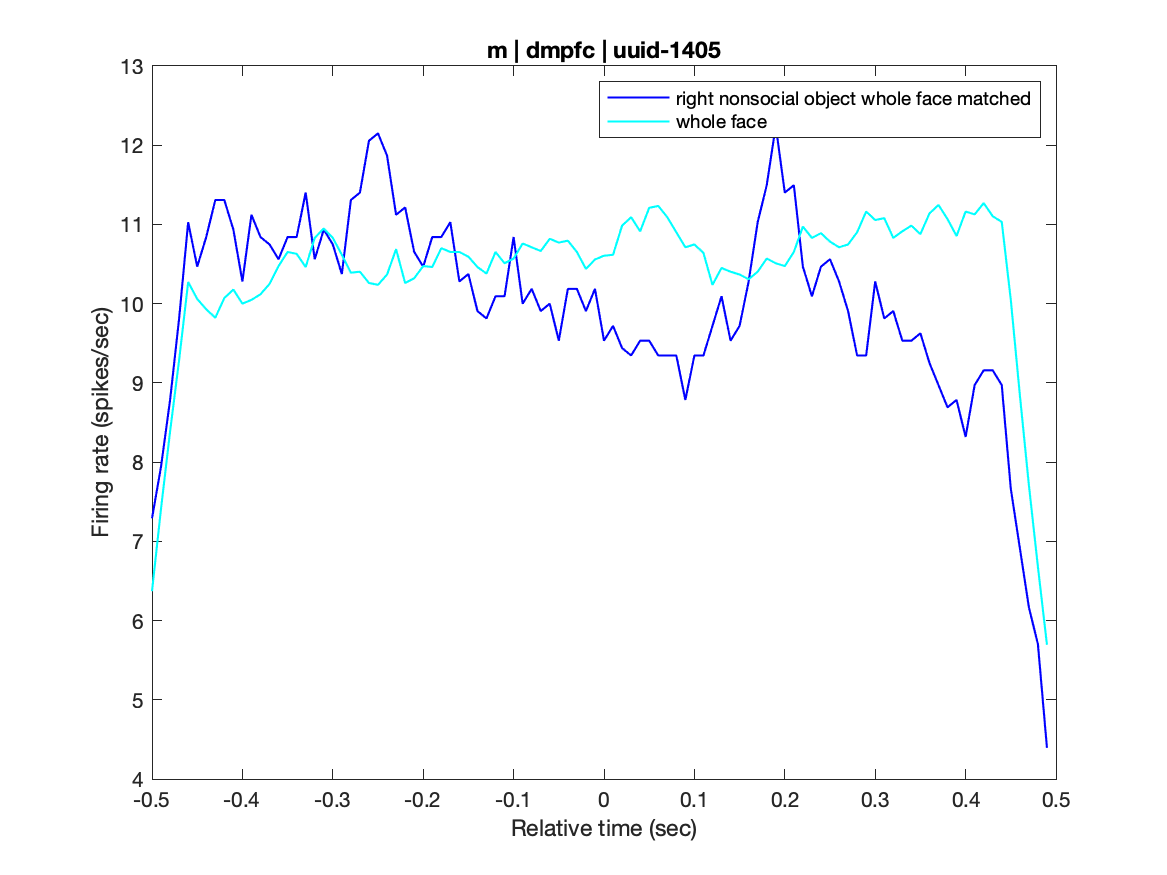 m | dmpfc | uuid-1405
right nonsocial object whole face matched
whole face
13
12
11
10
9
8
7
6
5
4
Firing rate (spikes/sec)
-0.5 -0.4 -0.3 -0.2 -0.1 0 0.1 0.2 0.3 0.4 0.5
Relative time (sec)